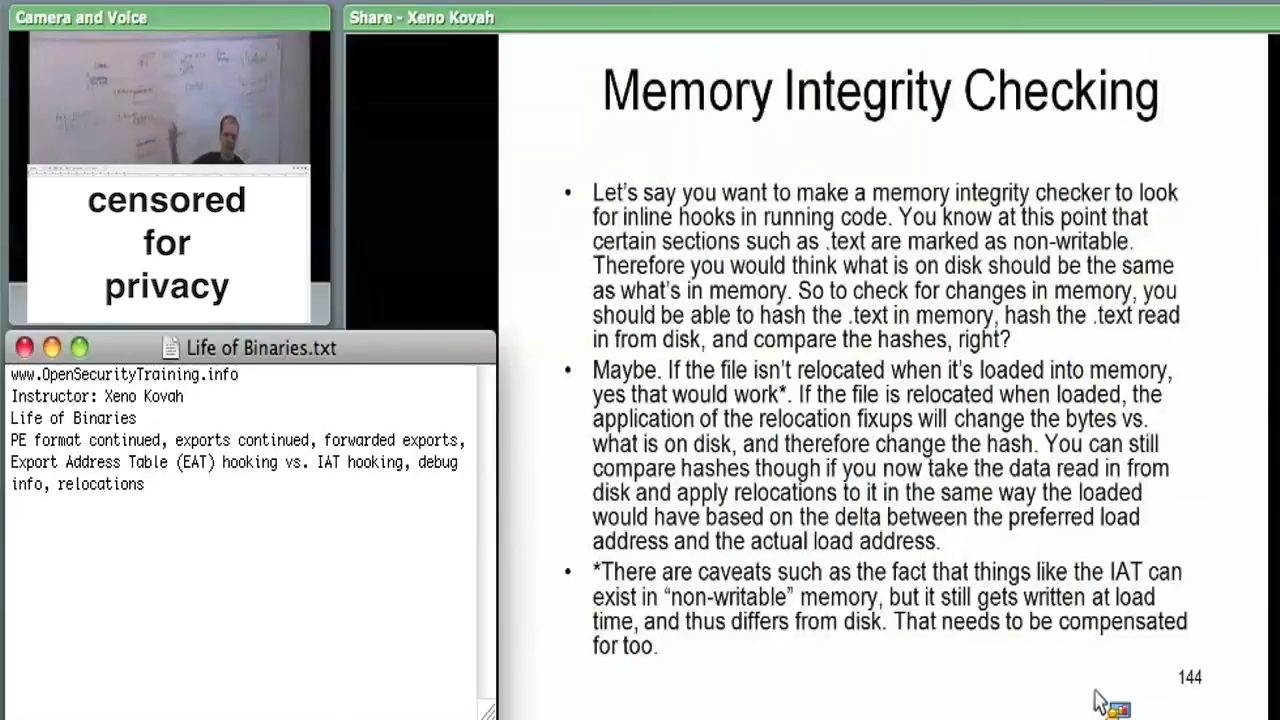 Camera and Voice
Share - Xeno Kovah
censored
for
privacy
Life of Binaries.txt
www.OpenSecurityTraining.info
Instructor: Xeno Kovah
Life of Binaries
PE format continued, exports continued, forwarded exports,
Export Address Table (EAT) hooking vs. IAT hooking, debug
info, relocations
Memory Integrity Checking
• Let's say you want to make a memory integrity checker to look
for inline hooks in running code. You know at this point that
certain sections such as .text are marked as non-writable.
Therefore you would think what is on disk should be the same
as what's in memory. So to check for changes in memory, you
should be able to hash the .text in memory, hash the .text read
in from disk, and compare the hashes, right?
• Maybe. If the file isn't relocated when it's loaded into memory,
yes that would work*. If the file is relocated when loaded, the
application of the relocation fixups will change the bytes vs.
what is on disk, and therefore change the hash. You can still
compare hashes though if you now take the data read in from
disk and apply relocations to it in the same way the loaded
would have based on the delta between the preferred load
address and the actual load address.
• *There are caveats such as the fact that things like the IAT can
exist in “non-writable” memory, but it still gets written at load
time, and thus differs from disk. That needs to be compensated
for too.
144